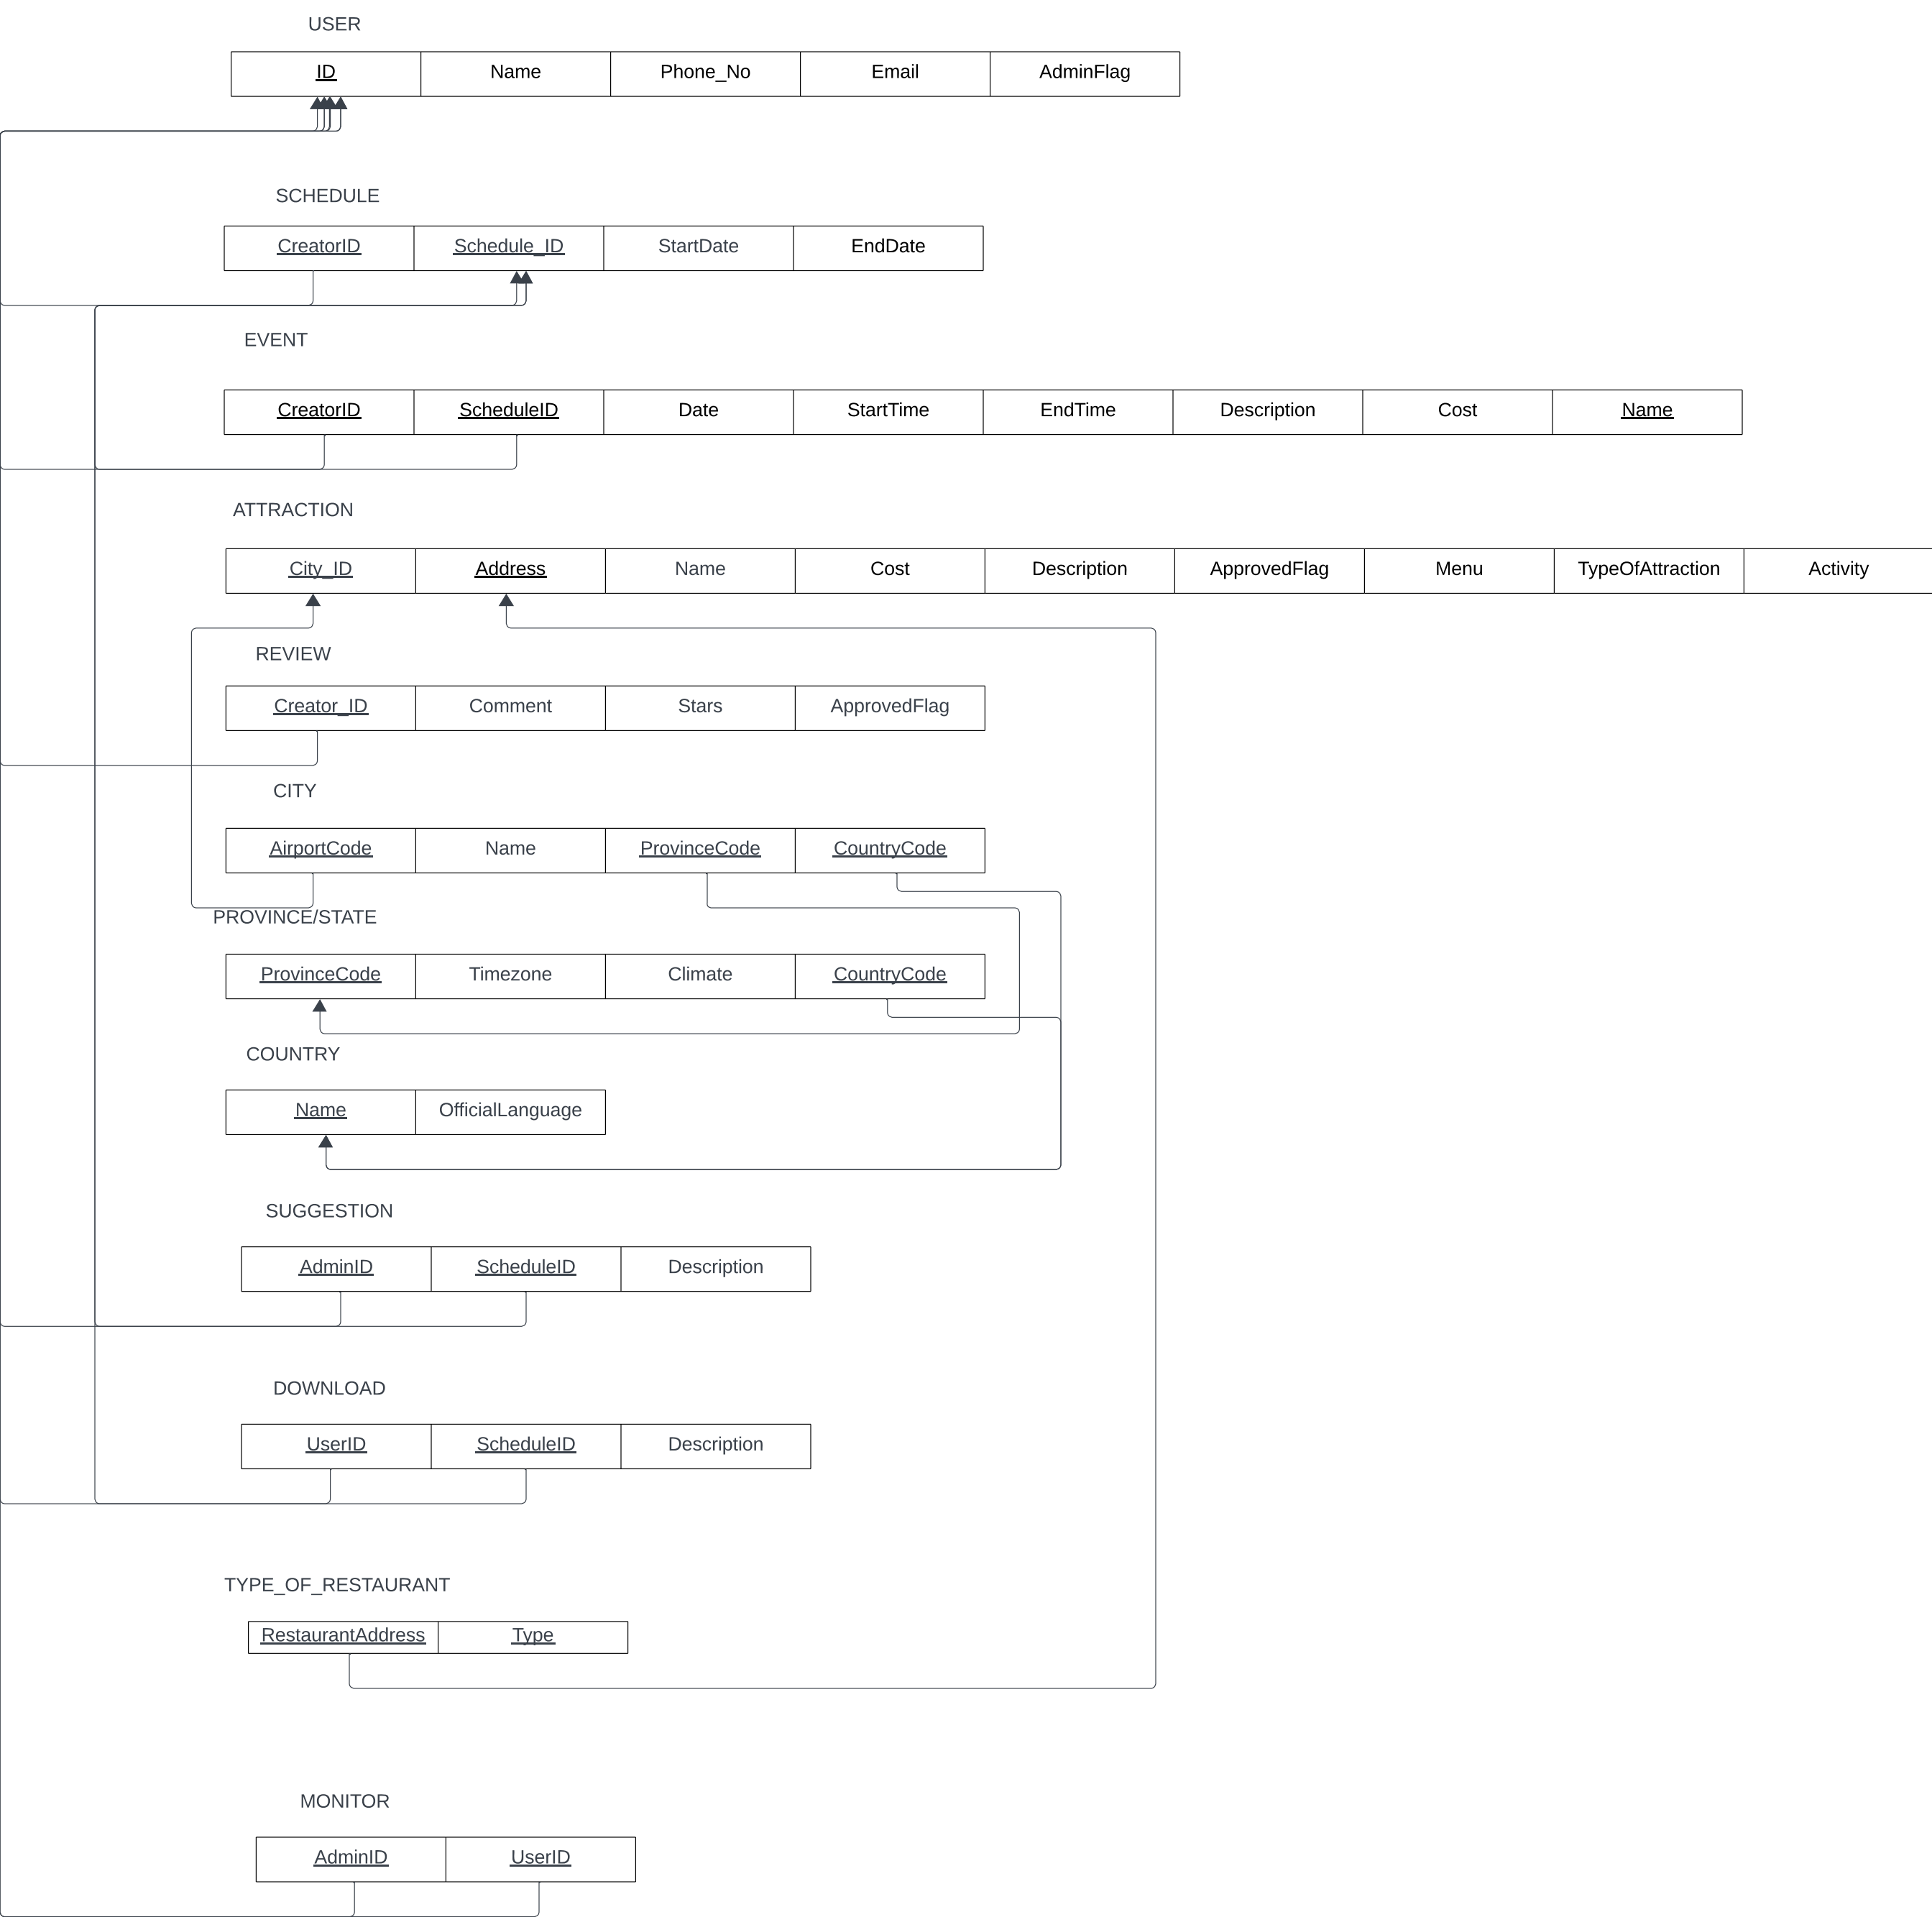 USER
ID Name Phone_No Email AdminFlag
SCHEDULE
CreatorID Schedule_ID StartDate EndDate
EVENT
CreatorID ScheduleID Date StartTime EndTime Description Cost Name
ATTRACTION
City_ID Address Name Cost Description ApprovedFlag Menu TypeOfAttraction Activity
REVIEW
Creator_ID Comment Stars ApprovedFlag
CITY
AirportCode Name ProvinceCode CountryCode
PROVINCE/STATE
ProvinceCode Timezone Climate CountryCode
COUNTRY
Name OfficialLanguage
SUGGESTION
AdminID ScheduleID Description
DOWNLOAD
UserID ScheduleID Description
TYPE_OF_RESTAURANT
RestaurantAddress Type
MONITOR
AdminID UserID